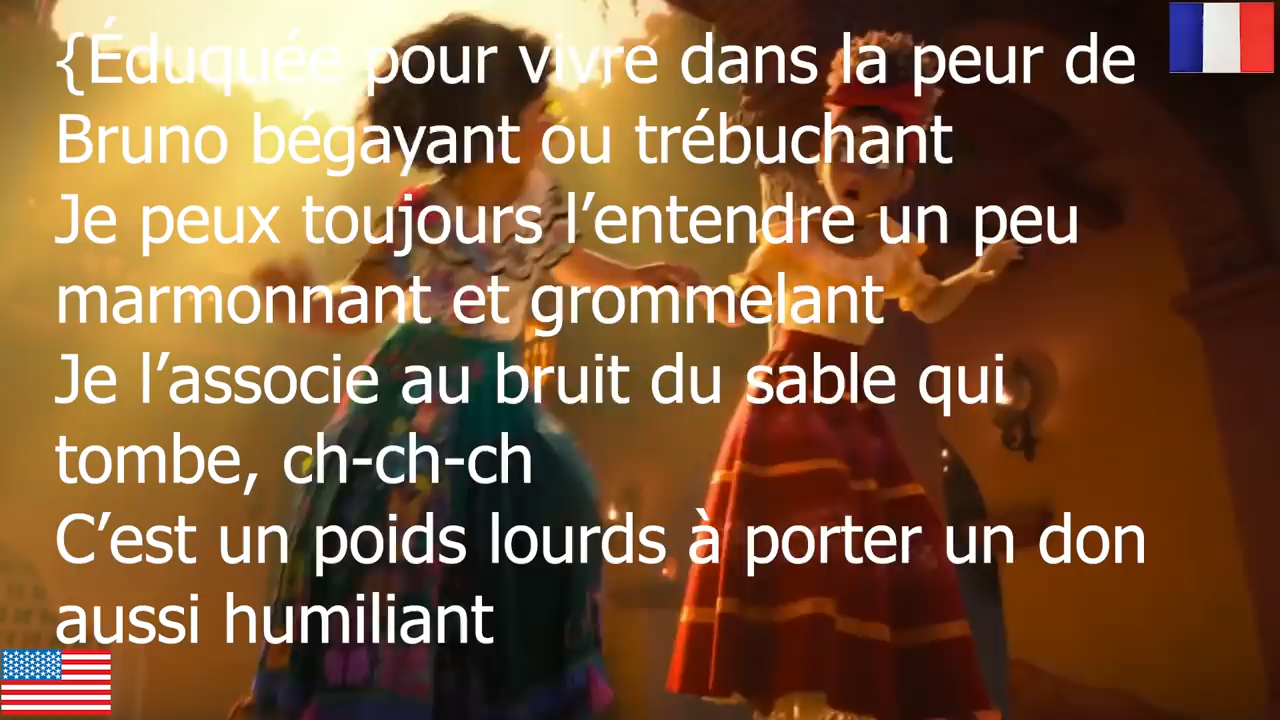 {Éduquée pour vivre dans la peur de
Bruno bégayant ou trébuchant
Je peux toujours l’entendre un peu
marmonnant et grommelant
Je l’associe au bruit du sable qui
tombe, ch-ch-ch
C’est un poids lourds à porter un don
aussi humiliant